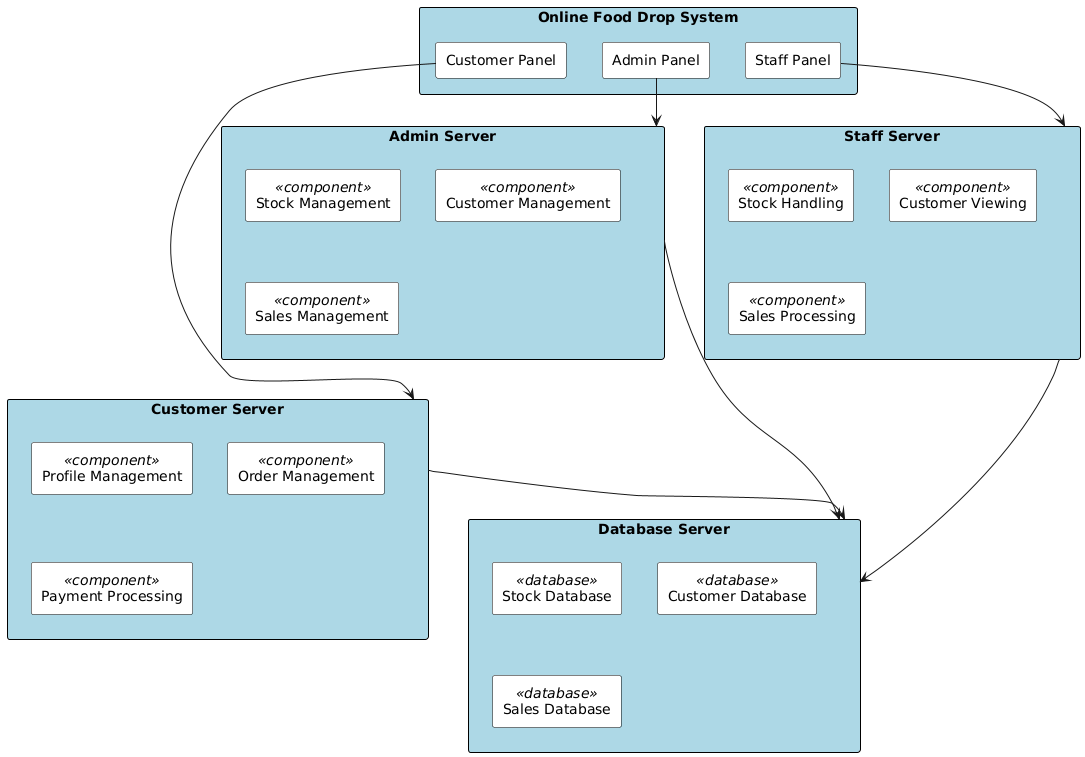 Online Food Drop System
Customer Panel
Admin Panel
Staff Panel
Admin Server
«component»
Stock Management
«component»
Customer Management
«component»
Sales Management
Staff Server
«component»
Stock Handling
«component»
Customer Viewing
«component»
Sales Processing
Customer Server
«component»
Profile Management
«component»
Order Management
«component»
Payment Processing
Database Server
«database»
Stock Database
«database»
Customer Database
«database»
Sales Database